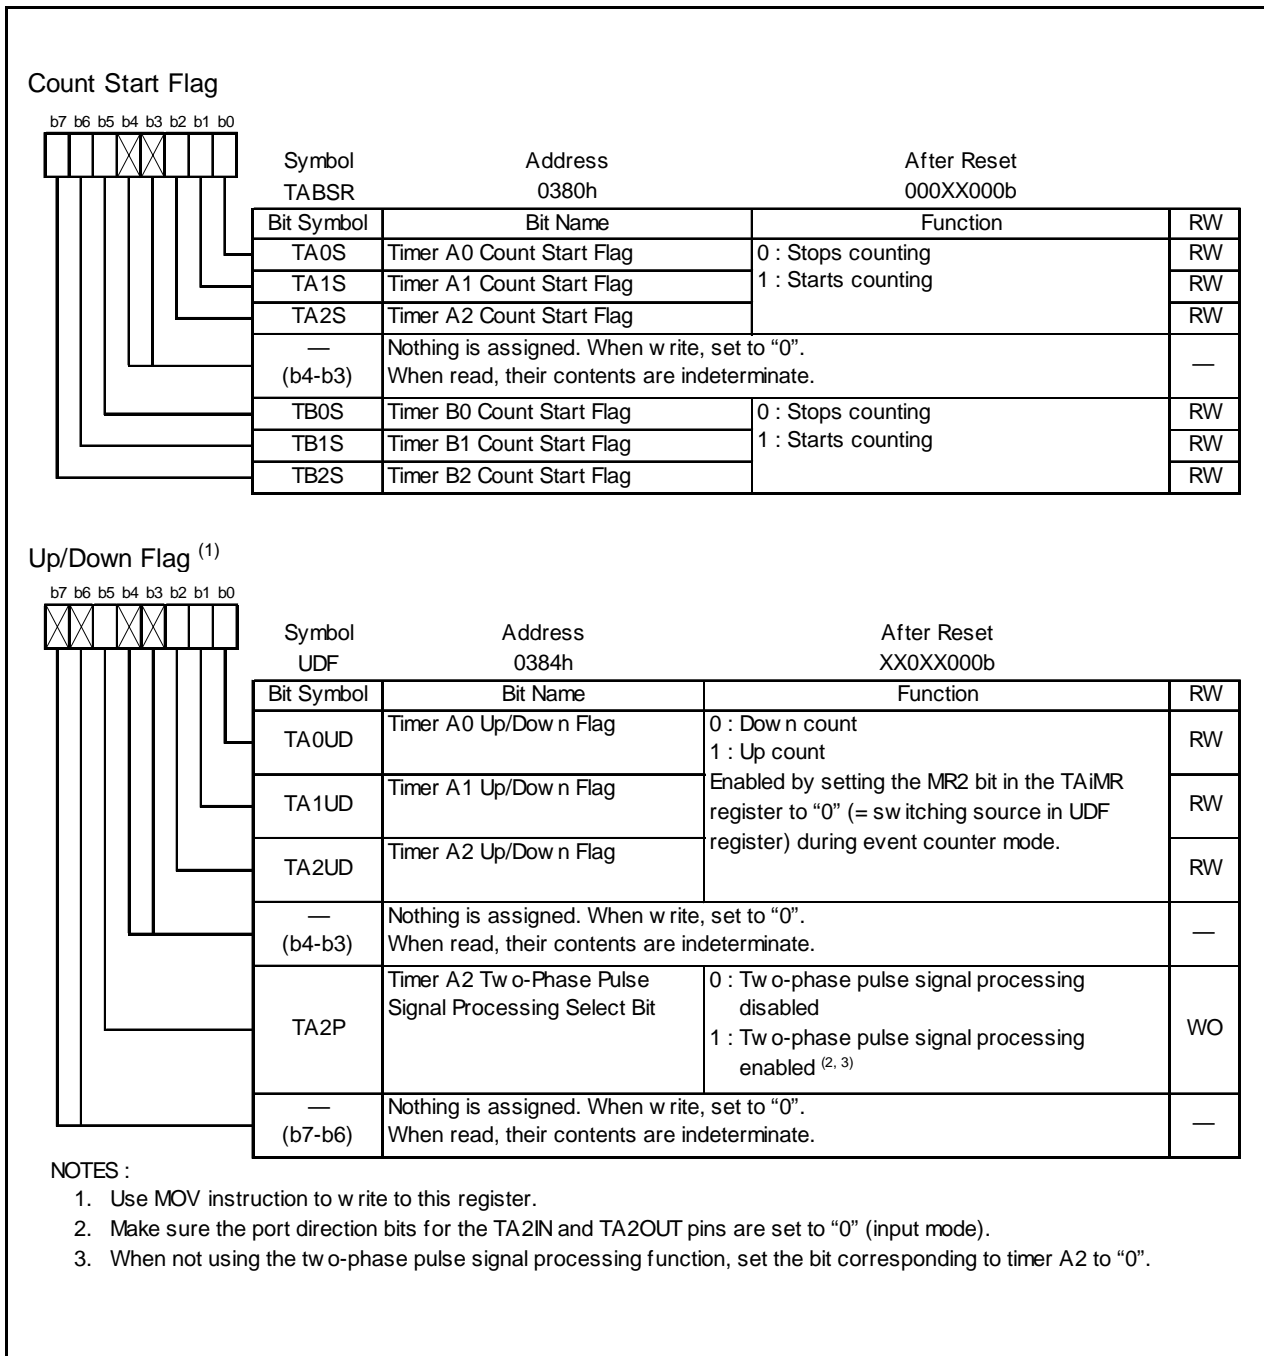 Count Start Flag
b7 b6 b5 b4 b3 b2 b1 b0
Symbol Address After Reset
TABSR 0380h 000XX000b
Bit Symbol Bit Name Function RW
TA0S Timer A0 Count Start Flag 0 : Stops counting RW
TA1S Timer A1 Count Start Flag 1 : Starts counting RW
TA2S Timer A2 Count Start Flag RW
— Nothing is assigned. When write, set to “0”.
(b4-b3) When read, their contents are indeterminate. —
TB0S Timer B0 Count Start Flag 0 : Stops counting RW
TB1S Timer B1 Count Start Flag 1 : Starts counting RW
TB2S Timer B2 Count Start Flag RW
Up/Down Flag (1)
b7 b6 b5 b4 b3 b2 b1 b0
Symbol Address After Reset
UDF 0384h XX0XX000b
Bit Symbol Bit Name Function RW
TA0UD Timer A0 Up/Down Flag 0 : Down count RW
1 : Up count
TA1UD Timer A1 Up/Down Flag Enabled by setting the MR2 bit in the TAiMR RW
register to “0” (= switching source in UDF
TA2UD Timer A2 Up/Down Flag register) during event counter mode. RW
— Nothing is assigned. When write, set to “0”.
(b4-b3) When read, their contents are indeterminate. —
Timer A2 Two-Phase Pulse 0 : Two-phase pulse signal processing
Signal Processing Select Bit disabled
TA2P 1 : Two-phase pulse signal processing WO
enabled (2, 3)
— Nothing is assigned. When write, set to “0”.
(b7-b6) When read, their contents are indeterminate. —
NOTES :
1. Use MOV instruction to write to this register.
2. Make sure the port direction bits for the TA2IN and TA2OUT pins are set to “0” (input mode).
3. When not using the two-phase pulse signal processing function, set the bit corresponding to timer A2 to “0”.